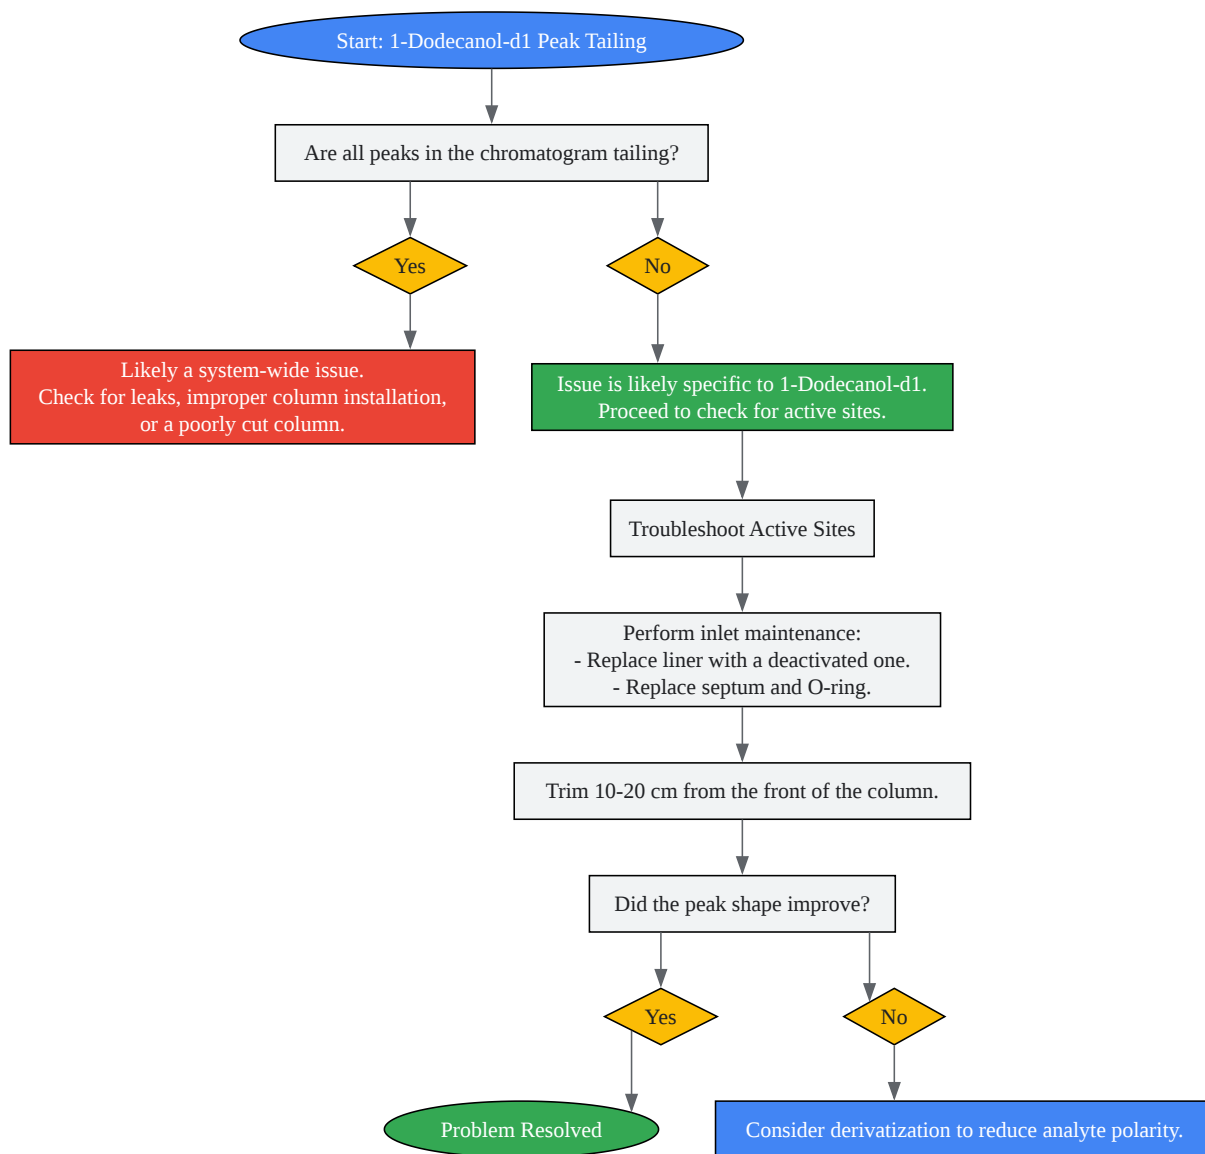 Start: 1-Dodecanol-d1 Peak Tailing
Are all peaks in the chromatogram tailing?
Yes
No
Likely a system-wide issue.
Check for leaks, improper column installation,
or a poorly cut column.
Issue is likely specific to 1-Dodecanol-d1.
Proceed to check for active sites.
Troubleshoot Active Sites
Perform inlet maintenance:
- Replace liner with a deactivated one.
- Replace septum and O-ring.
Trim 10-20 cm from the front of the column.
Did the peak shape improve?
Yes
No
Problem Resolved
Consider derivatization to reduce analyte polarity.